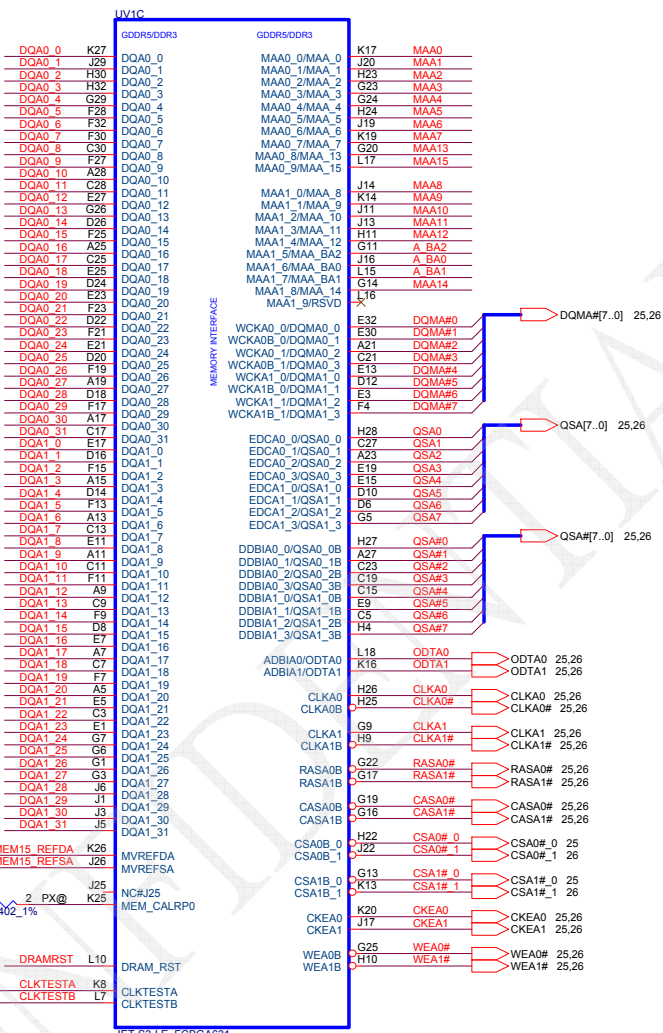 UV1C
GDDR5/DDR3 GDDR5/DDR3
MEMORY INTERFACE
DQA0_0 K27 DQA0_0
DQA0_1 J29 DQA0_1
DQA0_2 H30 DQA0_2
DQA0_3 H32 DQA0_3
DQA0_4 G29 DQA0_4
DQA0_5 F28 DQA0_5
DQA0_6 F32 DQA0_6
DQA0_7 F30 DQA0_7
DQA0_8 C30 DQA0_8
DQA0_9 F27 DQA0_9
DQA0_10 A28 DQA0_10
DQA0_11 C28 DQA0_11
DQA0_12 E27 DQA0_12
DQA0_13 G26 DQA0_13
DQA0_14 D26 DQA0_14
DQA0_15 F25 DQA0_15
DQA0_16 A25 DQA0_16
DQA0_17 C25 DQA0_17
DQA0_18 E25 DQA0_18
DQA0_19 D24 DQA0_19
DQA0_20 E23 DQA0_20
DQA0_21 F23 DQA0_21
DQA0_22 D22 DQA0_22
DQA0_23 F21 DQA0_23
DQA0_24 E21 DQA0_24
DQA0_25 D20 DQA0_25
DQA0_26 F19 DQA0_26
DQA0_27 A19 DQA0_27
DQA0_28 D18 DQA0_28
DQA0_29 F17 DQA0_29
DQA0_30 A17 DQA0_30
DQA0_31 C17 DQA0_31
DQA1_0 E17 DQA1_0
DQA1_1 D16 DQA1_1
DQA1_2 F15 DQA1_2
DQA1_3 A15 DQA1_3
DQA1_4 D14 DQA1_4
DQA1_5 F13 DQA1_5
DQA1_6 A13 DQA1_6
DQA1_7 C13 DQA1_7
DQA1_8 E11 DQA1_8
DQA1_9 A11 DQA1_9
DQA1_10 C11 DQA1_10
DQA1_11 F11 DQA1_11
DQA1_12 A9 DQA1_12
DQA1_13 C9 DQA1_13
DQA1_14 F9 DQA1_14
DQA1_15 D8 DQA1_15
DQA1_16 E7 DQA1_16
DQA1_17 A7 DQA1_17
DQA1_18 C7 DQA1_18
DQA1_19 F7 DQA1_19
DQA1_20 A5 DQA1_20
DQA1_21 E5 DQA1_21
DQA1_22 C3 DQA1_22
DQA1_23 E1 DQA1_23
DQA1_24 G7 DQA1_24
DQA1_25 G6 DQA1_25
DQA1_26 G1 DQA1_26
DQA1_27 G3 DQA1_27
DQA1_28 J6 DQA1_28
DQA1_29 J1 DQA1_29
DQA1_30 J3 DQA1_30
DQA1_31 J5 DQA1_31
MEM15_REFDA K26 MVREFDA
MEM15_REFSA J26 MVREFSA
J25 NC#J25
2 PX@ K25 MEM_CALRP0
402_1%
DRAMRST L10 DRAM_RST
CLKTESTA K8 CLKTESTA
CLKTESTB L7 CLKTESTB
MAA0_0/MAA_0 K17 MAA0
MAA0_1/MAA_1 J20 MAA1
MAA0_2/MAA_2 H23 MAA2
MAA0_3/MAA_3 G23 MAA3
MAA0_4/MAA_4 G24 MAA4
MAA0_5/MAA_5 H24 MAA5
MAA0_6/MAA_6 J19 MAA6
MAA0_7/MAA_7 K19 MAA7
MAA0_8/MAA_13 G20 MAA13
MAA0_9/MAA_15 L17 MAA15
MAA1_0/MAA_8 J14 MAA8
MAA1_1/MAA_9 K14 MAA9
MAA1_2/MAA_10 J11 MAA10
MAA1_3/MAA_11 J13 MAA11
MAA1_4/MAA_12 H11 MAA12
MAA1_5/MAA_BA2 G11 A_BA2
MAA1_6/MAA_BA0 J16 A_BA0
MAA1_7/MAA_BA1 L15 A_BA1
MAA1_8/MAA_14 G14 MAA14
MAA1_9/RSVD L16
WCKA0_0/DQMA0_0 E32 DQMA#0
WCKA0B_0/DQMA0_1 E30 DQMA#1
WCKA0_1/DQMA0_2 A21 DQMA#2
WCKA0B_1/DQMA0_3 C21 DQMA#3
WCKA1_0/DQMA1_0 E13 DQMA#4
WCKA1B_0/DQMA1_1 D12 DQMA#5
WCKA1_1/DQMA1_2 E3 DQMA#6
WCKA1B_1/DQMA1_3 F4 DQMA#7
DQMA#[7..0] 25,26
EDCA0_0/QSA0_0 H28 QSA0
EDCA0_1/QSA0_1 C27 QSA1
EDCA0_2/QSA0_2 A23 QSA2
EDCA0_3/QSA0_3 E19 QSA3
EDCA1_0/QSA1_0 E15 QSA4
EDCA1_1/QSA1_1 D10 QSA5
EDCA1_2/QSA1_2 D6 QSA6
EDCA1_3/QSA1_3 G5 QSA7
QSA[7..0] 25,26
DDBIA0_0/QSA0_0B H27 QSA#0
DDBIA0_1/QSA0_1B A27 QSA#1
DDBIA0_2/QSA0_2B C23 QSA#2
DDBIA0_3/QSA0_3B C19 QSA#3
DDBIA1_0/QSA1_0B C15 QSA#4
DDBIA1_1/QSA1_1B E9 QSA#5
DDBIA1_2/QSA1_2B C5 QSA#6
DDBIA1_3/QSA1_3B H4 QSA#7
QSA#[7..0] 25,26
ADBIA0/ODTA0 L18 ODTA0 ODTA0 25,26
ADBIA1/ODTA1 K16 ODTA1 ODTA1 25,26
CLKA0 H26 CLKA0 CLKA0 25,26
CLKA0B H25 CLKA0# CLKA0# 25,26
CLKA1 G9 CLKA1 CLKA1 25,26
CLKA1B H9 CLKA1# CLKA1# 25,26
RASA0B G22 RASA0# RASA0# 25,26
RASA1B G17 RASA1# RASA1# 25,26
CASA0B G19 CASA0# CASA0# 25,26
CASA1B G16 CASA1# CASA1# 25,26
CSA0B_0 H22 CSA0#_0 CSA0#_0 25
CSA0B_1 J22 CSA0#_1 CSA0#_1 26
CSA1B_0 G13 CSA1#_0 CSA1#_0 25
CSA1B_1 K13 CSA1#_1 CSA1#_1 26
CKEA0 K20 CKEA0 CKEA0 25,26
CKEA1 J17 CKEA1 CKEA1 25,26
WEA0B G25 WEA0# WEA0# 25,26
WEA1B H10 WEA1# WEA1# 25,26